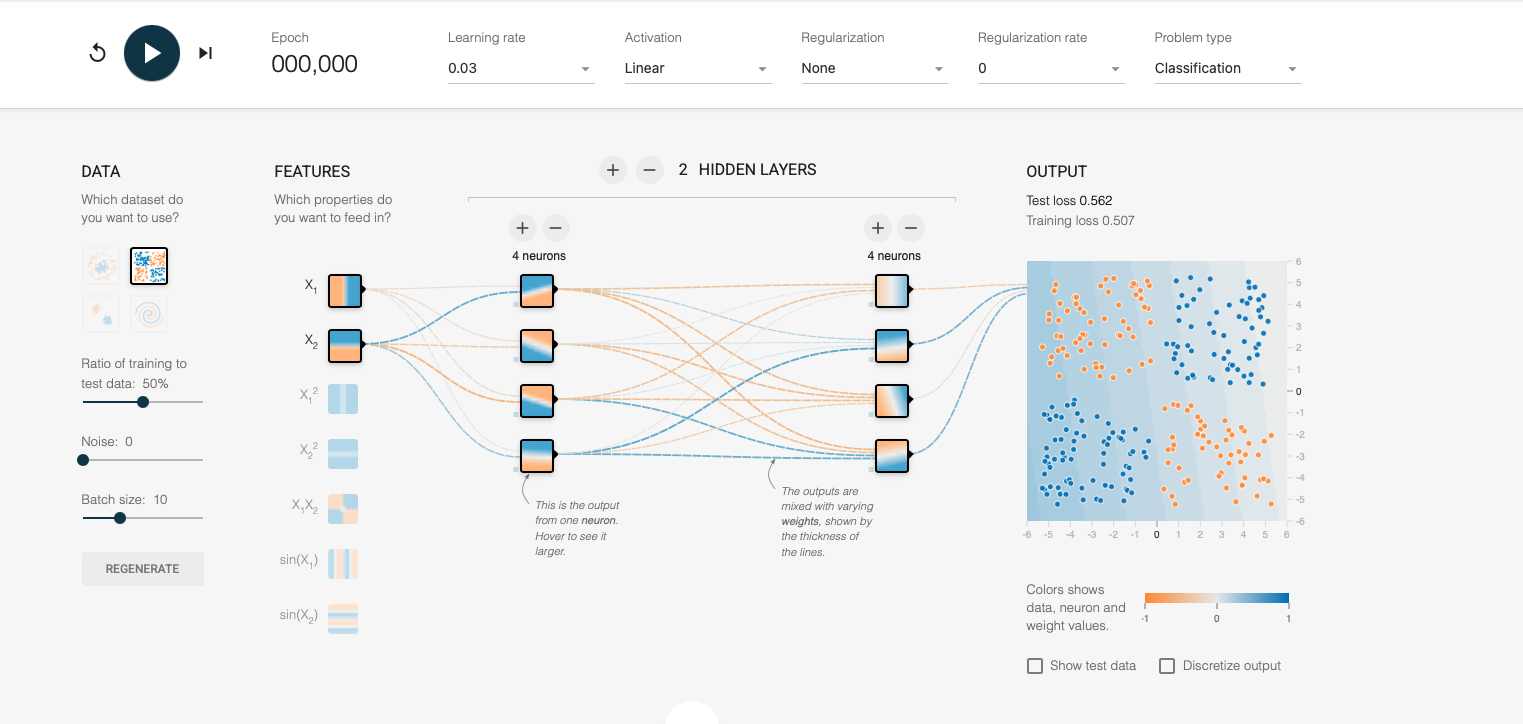 Epoch
000,000
Learning rate
0.03
Activation
Linear
Regularization
None
Regularization rate
0
Problem type
Classification
DATA
Which dataset do
you want to use?
Ratio of training to
test data: 50%
Noise: 0
Batch size: 10
REGENERATE
FEATURES
Which properties do
you want to feed in?
X1
X2
X1²
X2²
X1X2
sin(X1)
sin(X2)
+ − 2 HIDDEN LAYERS
+ −
4 neurons
+ −
4 neurons
This is the output
from one neuron.
Hover to see it
larger.
The outputs are
mixed with varying
weights, shown by
the thickness of
the lines.
OUTPUT
Test loss 0.562
Training loss 0.507
6
5
4
3
2
1
0
-1
-2
-3
-4
-5
-6
-6 -5 -4 -3 -2 -1 0 1 2 3 4 5 6
Colors shows
data, neuron and
weight values.
-1 0 1
Show test data
Discretize output